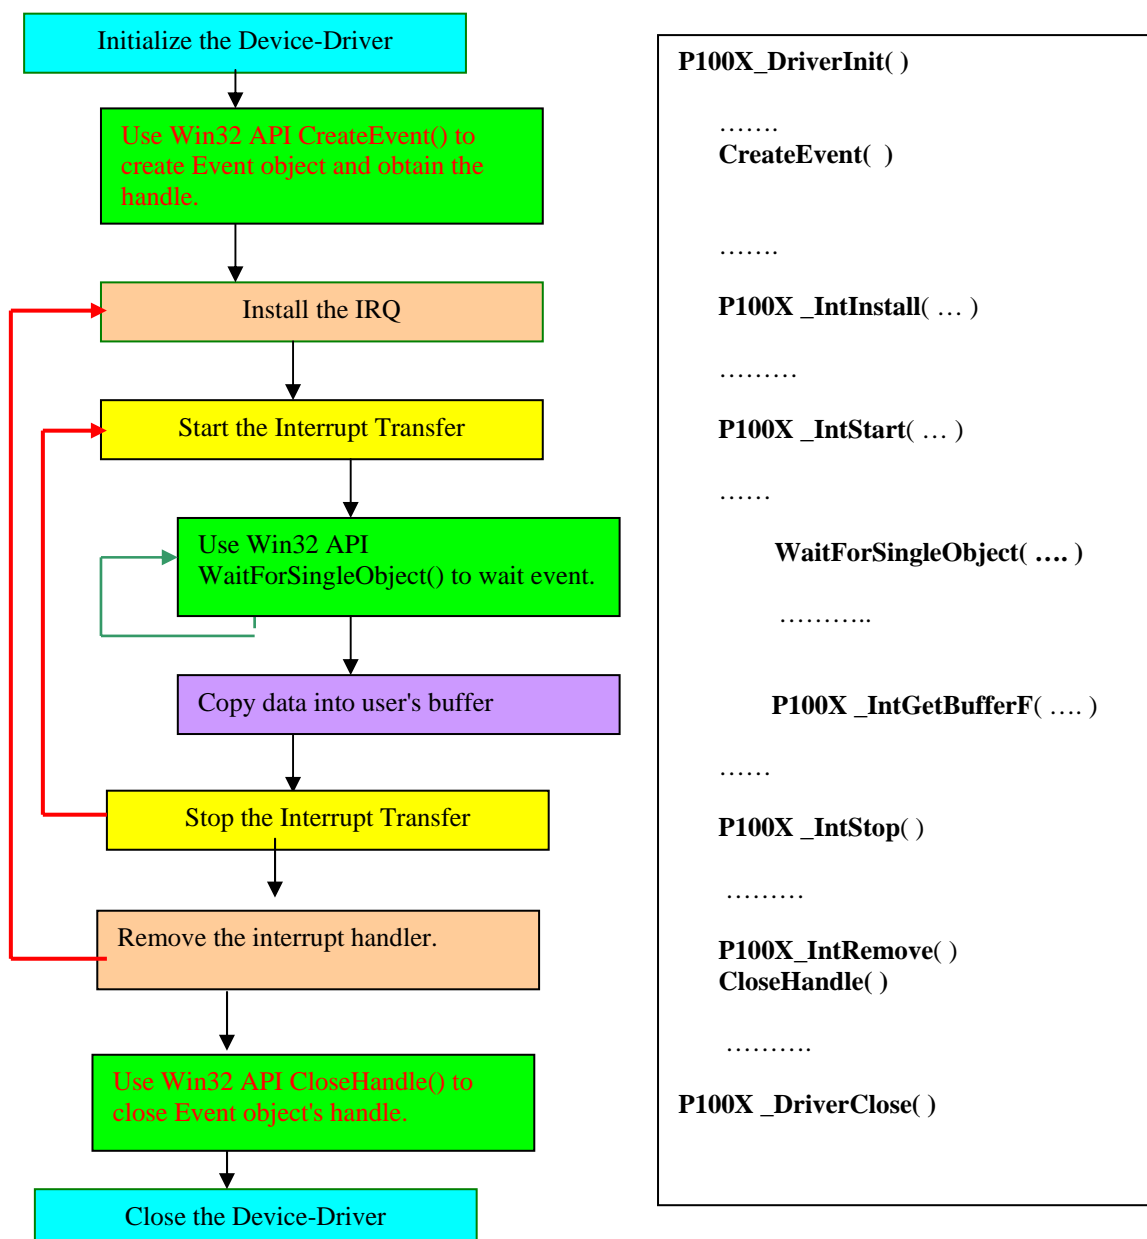 Initialize the Device-Driver
Use Win32 API CreateEvent() to
create Event object and obtain the
handle.
Install the IRQ
Start the Interrupt Transfer
Use Win32 API
WaitForSingleObject() to wait event.
Copy data into user's buffer
Stop the Interrupt Transfer
Remove the interrupt handler.
Use Win32 API CloseHandle() to
close Event object's handle.
Close the Device-Driver
P100X_DriverInit( )
…….
CreateEvent(  )
…….
P100X _IntInstall( … )
………
P100X _IntStart( … )
……
WaitForSingleObject( …. )
………..
P100X _IntGetBufferF( …. )
……
P100X _IntStop( )
………
P100X_IntRemove( )
CloseHandle( )
……….
P100X _DriverClose( )